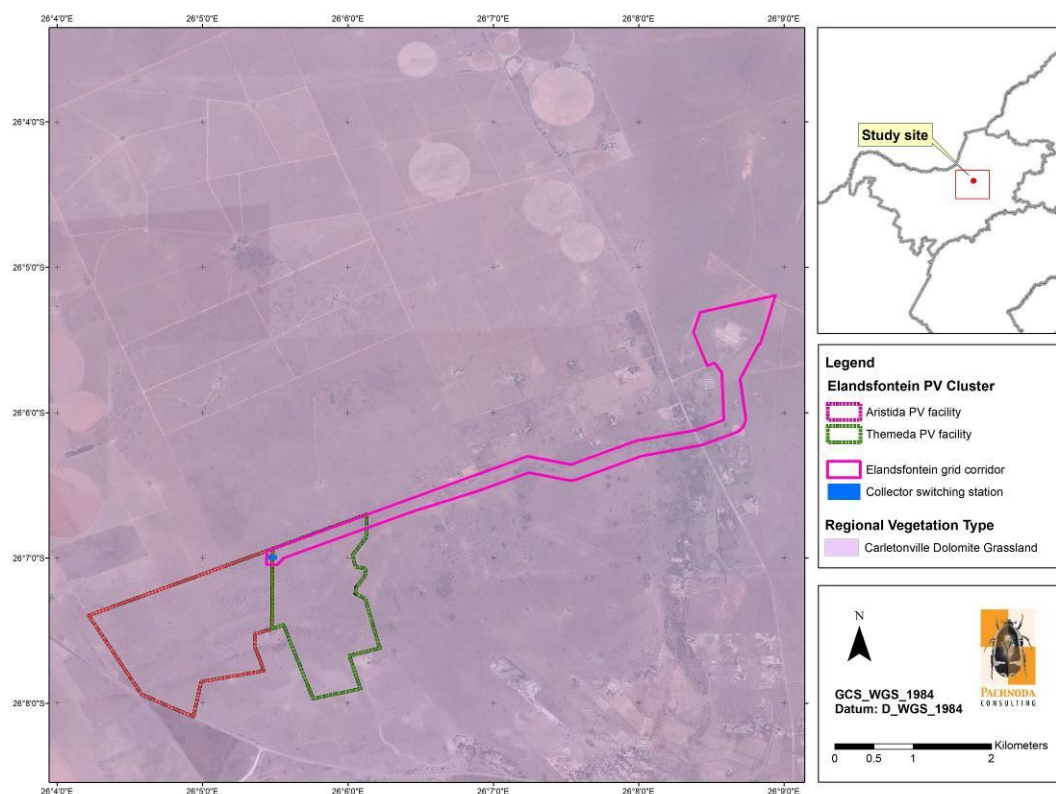 26°4'0"E 26°5'0"E 26°6'0"E 26°7'0"E 26°8'0"E 26°9'0"E
26°4'0"S
26°5'0"S
26°6'0"S
26°7'0"S
26°8'0"S
26°4'0"E 26°5'0"E 26°6'0"E 26°7'0"E 26°8'0"E 26°9'0"E
Study site
Legend
Elandsfontein PV Cluster
Aristida PV facility
Themeda PV facility
Elandsfontein grid corridor
Collector switching station
Regional Vegetation Type
Carletonville Dolomite Grassland
N
PACHNODA
CONSULTING
GCS_WGS_1984
Datum: D_WGS_1984
Kilometers
0 0.5 1 2